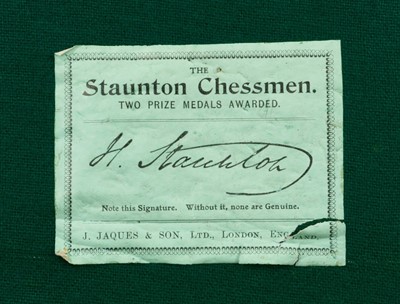 THE
Staunton Chessmen.
TWO PRIZE MEDALS AWARDED.
H. Staunton
Note this Signature. Without it, none are Genuine.
J. JAQUES & SON, LTD., LONDON, ENGLAND.